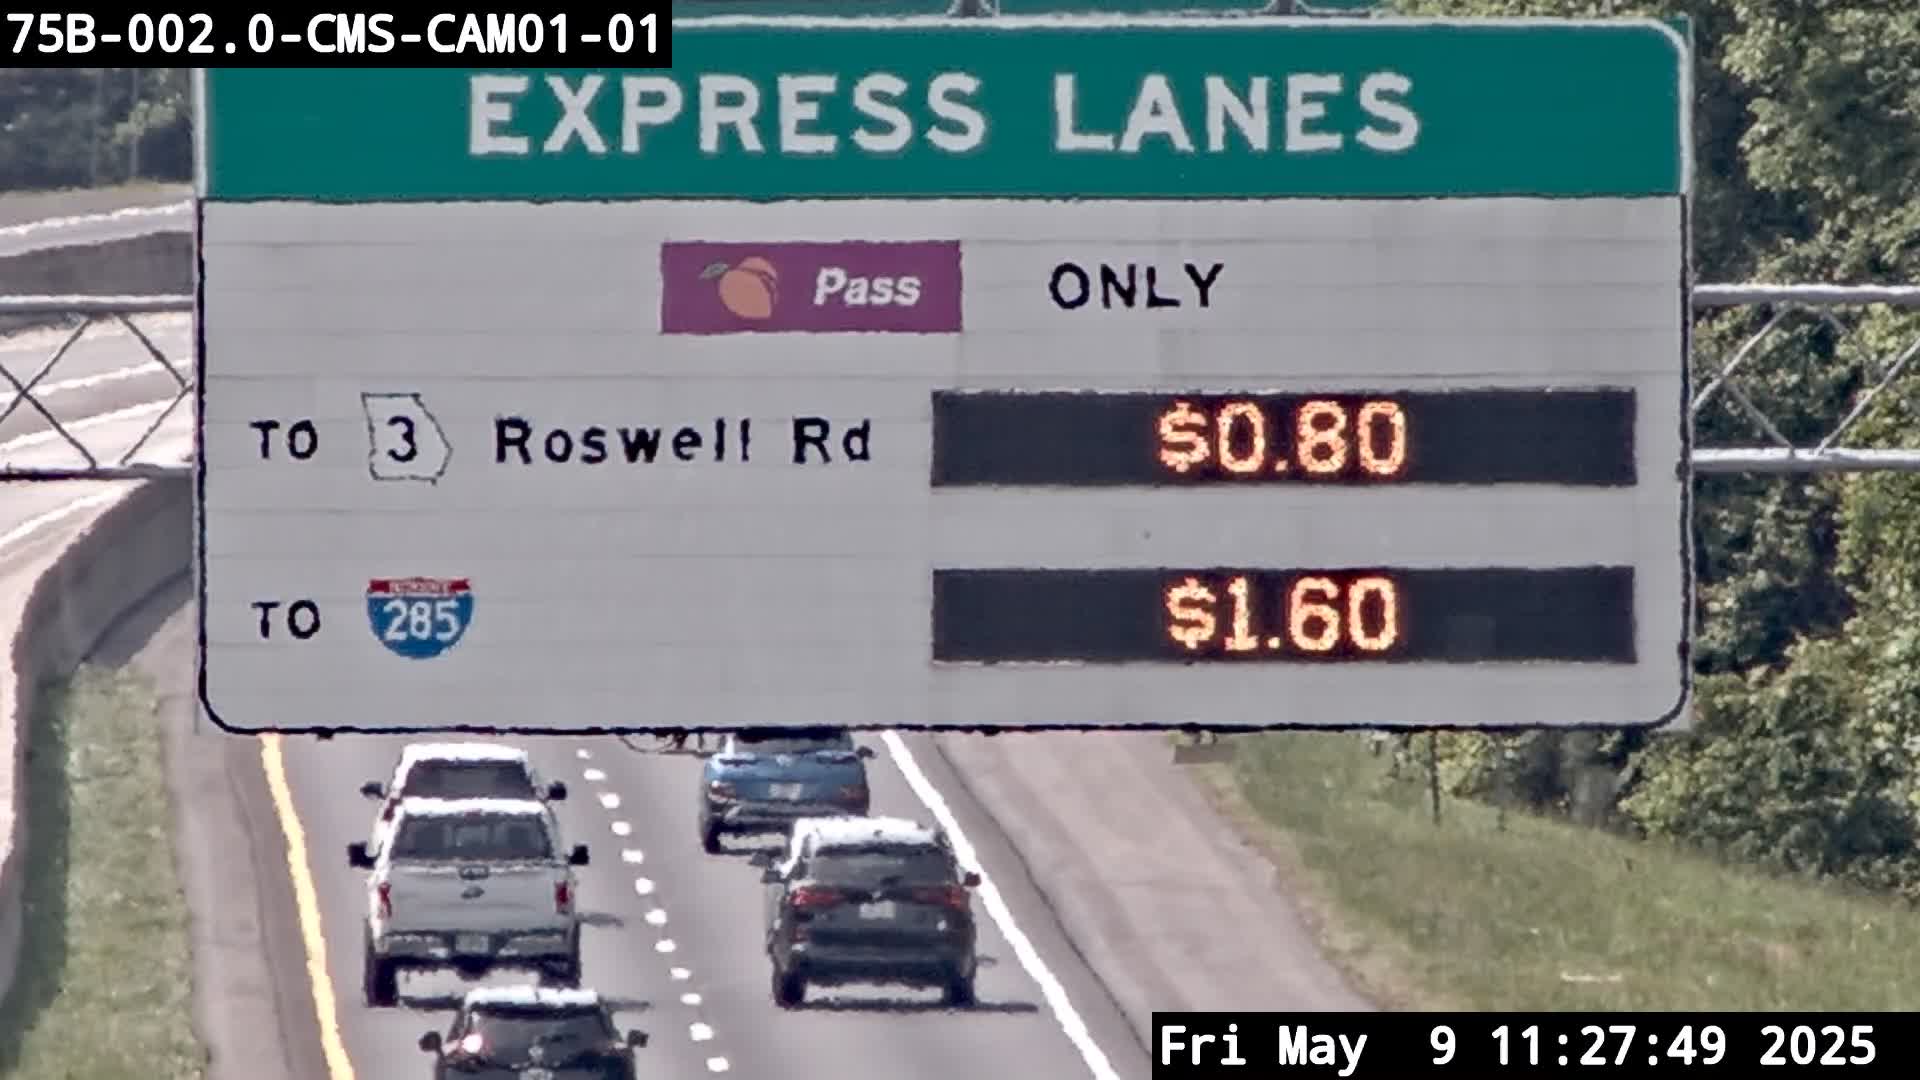 75B-002.0-CMS-CAM01-01
EXPRESS LANES
Pass ONLY
TO 3 Roswell Rd $0.80
TO 285 $1.60
Fri May 9 11:27:49 2025